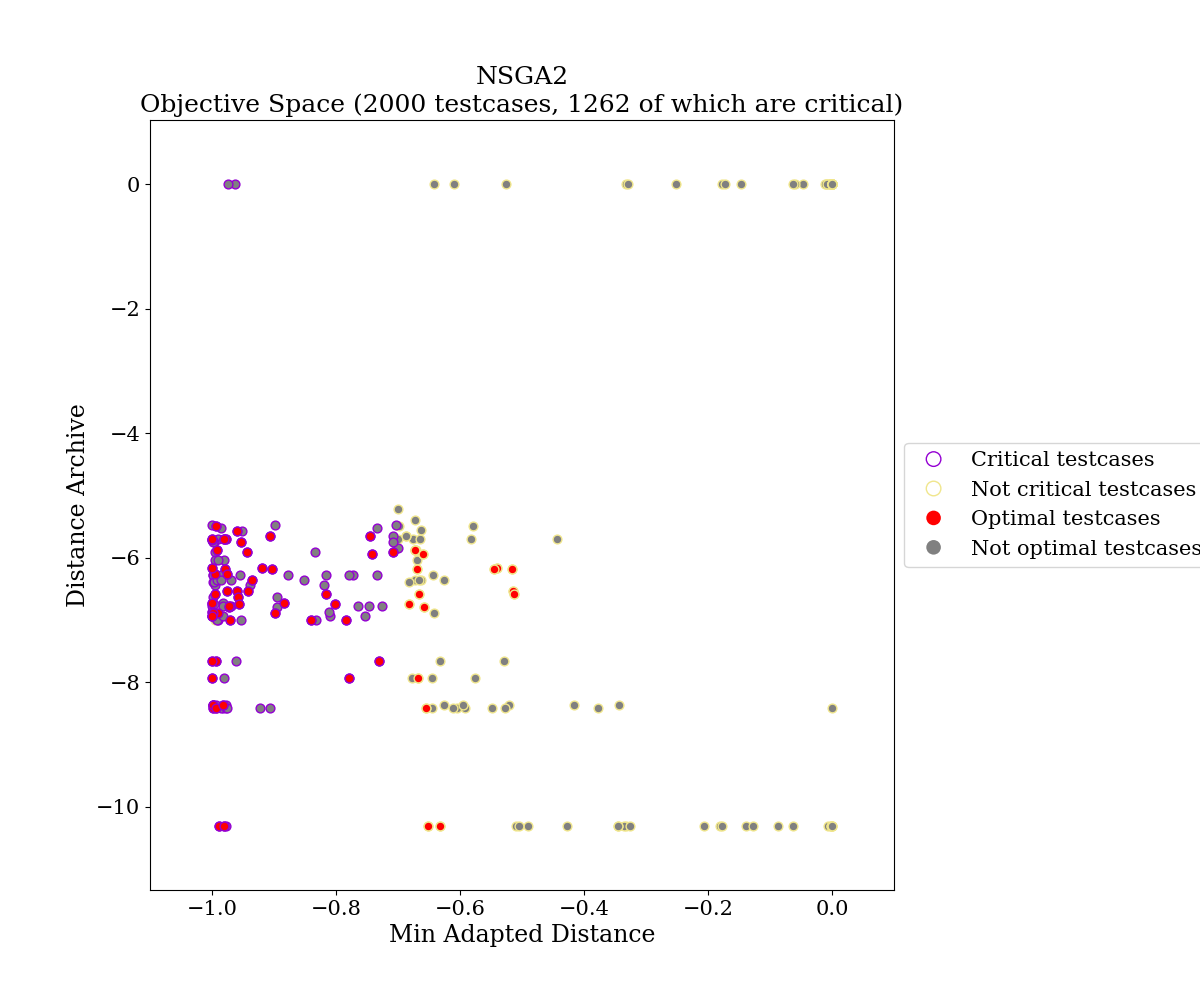 NSGA2
Objective Space (2000 testcases, 1262 of which are critical)
0
−2
−4
−6
−8
−10
Distance Archive
−1.0
−0.8
−0.6
−0.4
−0.2
0.0
Min Adapted Distance
Critical testcases
Not critical testcases
Optimal testcases
Not optimal testcases